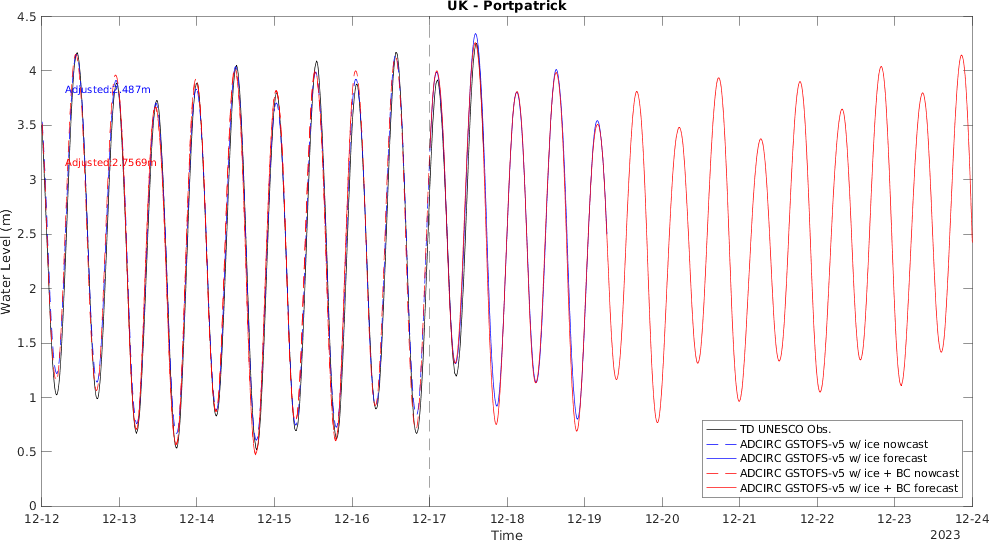 UK - Portpatrick
4.5
4
3.5
3
2.5
2
1.5
1
0.5
0
Water Level (m)
Adjusted:2.487m
Adjusted:2.7569m
TD UNESCO Obs.
ADCIRC GSTOFS-v5 w/ ice nowcast
ADCIRC GSTOFS-v5 w/ ice forecast
ADCIRC GSTOFS-v5 w/ ice + BC nowcast
ADCIRC GSTOFS-v5 w/ ice + BC forecast
12-12 12-13 12-14 12-15 12-16 12-17 12-18 12-19 12-20 12-21 12-22 12-23 12-24
Time
2023